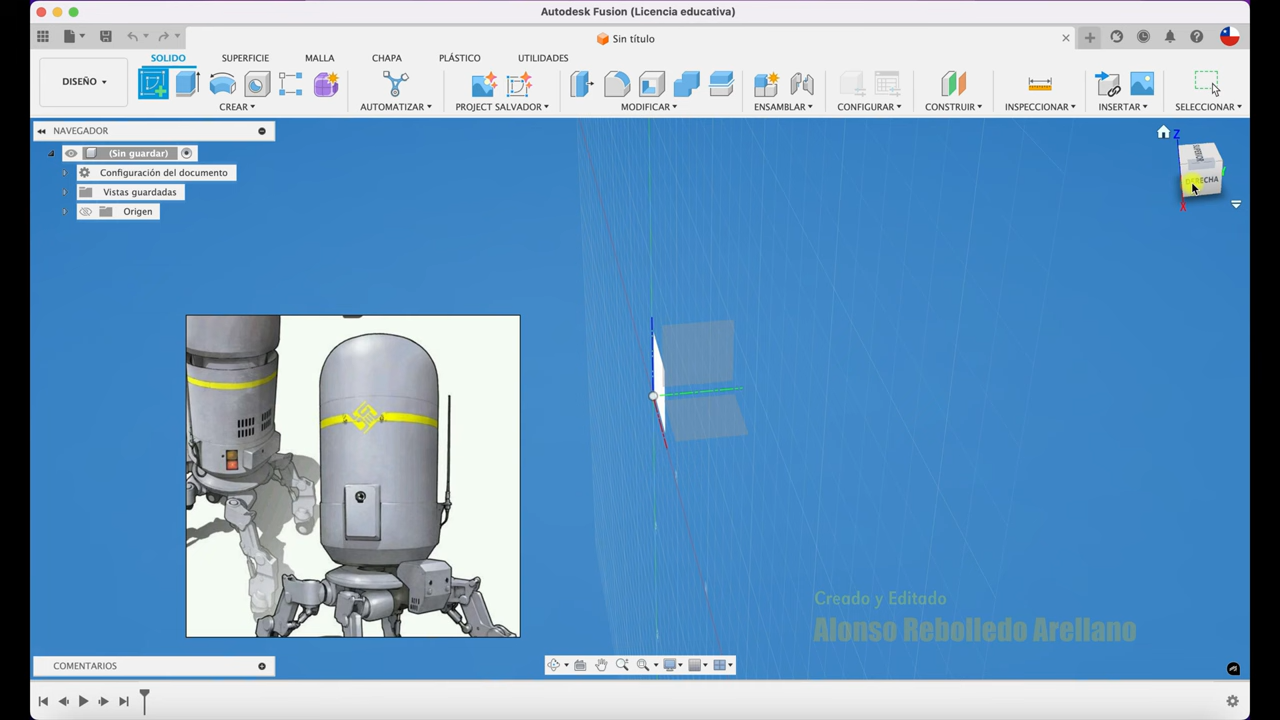 Autodesk Fusion (Licencia educativa)
Sin título
DISEÑO
SOLIDO
SUPERFICIE
MALLA
CHAPA
PLÁSTICO
UTILIDADES
CREAR
AUTOMATIZAR
PROJECT SALVADOR
MODIFICAR
ENSAMBLAR
CONFIGURAR
CONSTRUIR
INSPECCIONAR
INSERTAR
SELECCIONAR
NAVEGADOR
(Sin guardar)
Configuración del documento
Vistas guardadas
Origen
Z
SUPERIOR
DERECHA
X
Creado y Editado
Alonso Rebolledo Arellano
COMENTARIOS